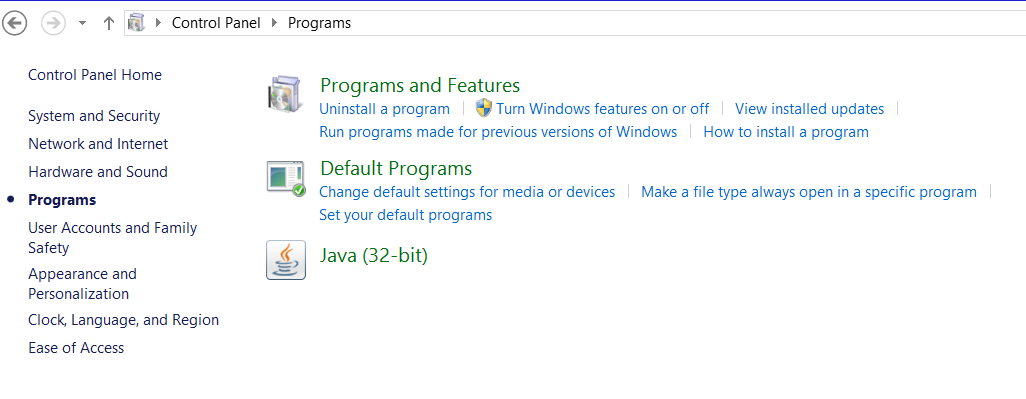 Control Panel Programs
Control Panel Home
System and Security
Network and Internet
Hardware and Sound
Programs
User Accounts and Family
Safety
Appearance and
Personalization
Clock, Language, and Region
Ease of Access
Programs and Features
Uninstall a program Turn Windows features on or off View installed updates
Run programs made for previous versions of Windows How to install a program
Default Programs
Change default settings for media or devices Make a file type always open in a specific program
Set your default programs
Java (32-bit)